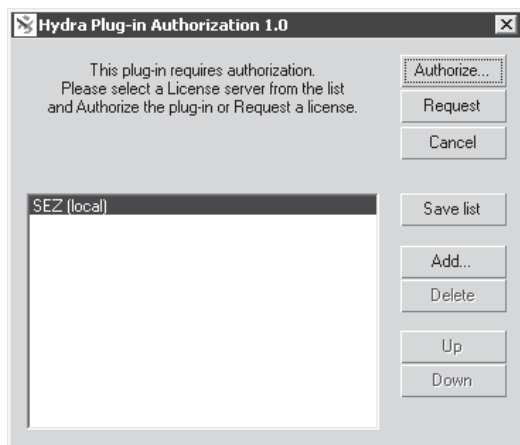 Hydra Plug-in Authorization 1.0
This plug-in requires authorization.
Please select a License server from the list
and Authorize the plug-in or Request a license.
Authorize...
Request
Cancel
SEZ (local)
Save list
Add...
Delete
Up
Down